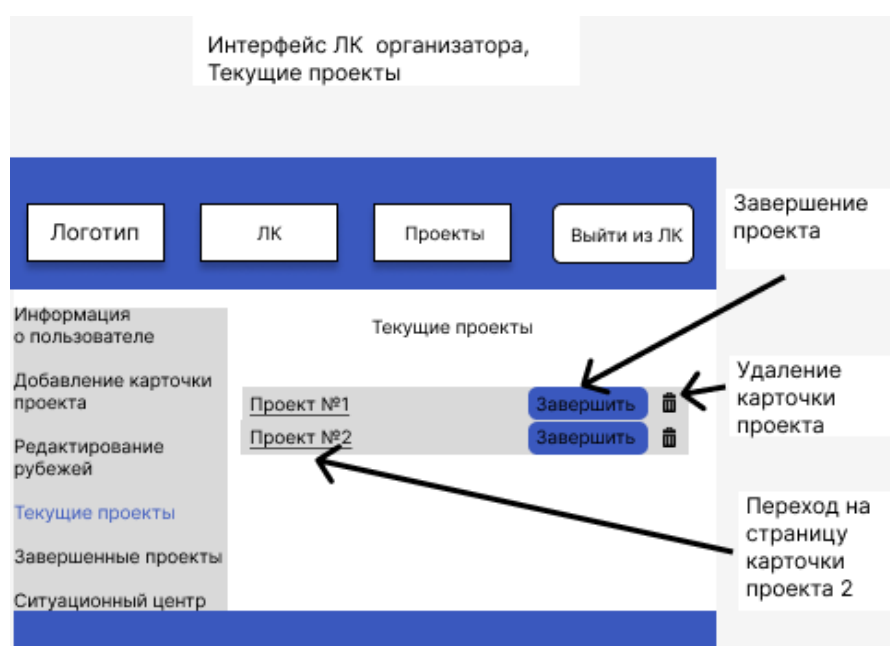 Интерфейс ЛК организатора,
Текущие проекты
Логотип
ЛК
Проекты
Выйти из ЛК
Завершение
проекта
Информация
о пользователе
Добавление карточки
проекта
Редактирование
рубежей
Текущие проекты
Завершенные проекты
Ситуационный центр
Текущие проекты
Проект №1
Завершить
Проект №2
Завершить
Удаление
карточки
проекта
Переход на
страницу
карточки
проекта 2